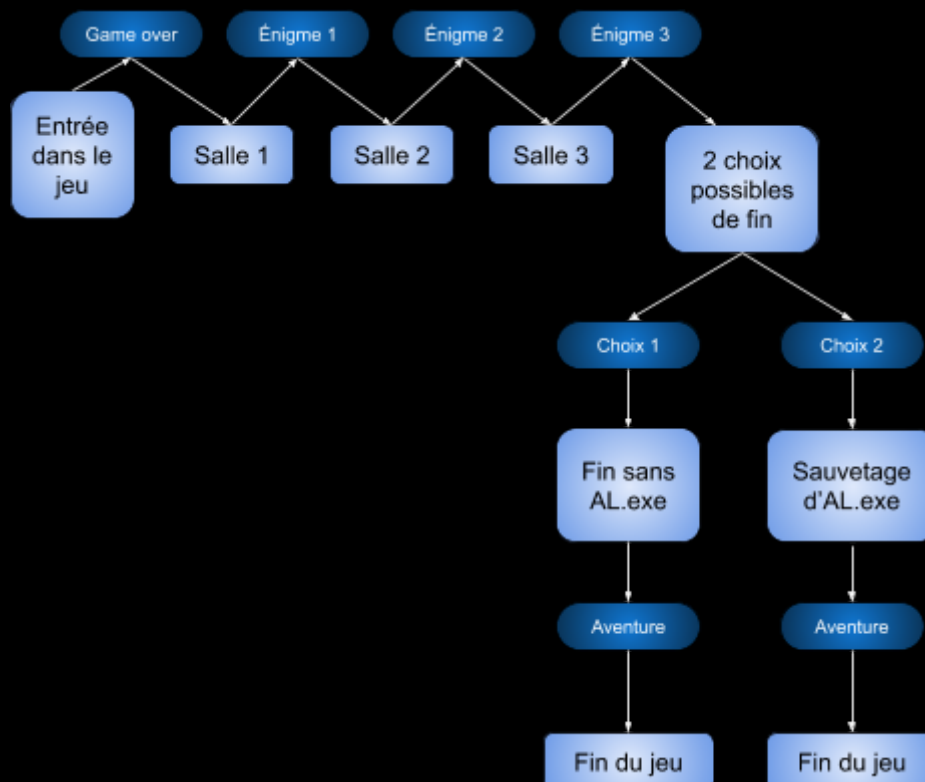 Game over
Énigme 1
Énigme 2
Énigme 3
Entrée
dans le
jeu
Salle 1
Salle 2
Salle 3
2 choix
possibles
de fin
Choix 1
Choix 2
Fin sans
AL.exe
Sauvetage
d'AL.exe
Aventure
Aventure
Fin du jeu
Fin du jeu